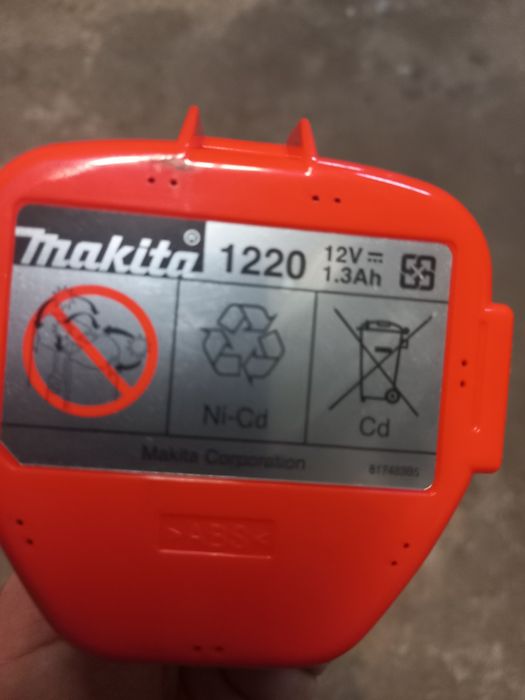 makita® 1220 12V⎓
1.3Ah
Ni-Cd
Cd
Makita Corporation
>ABS<